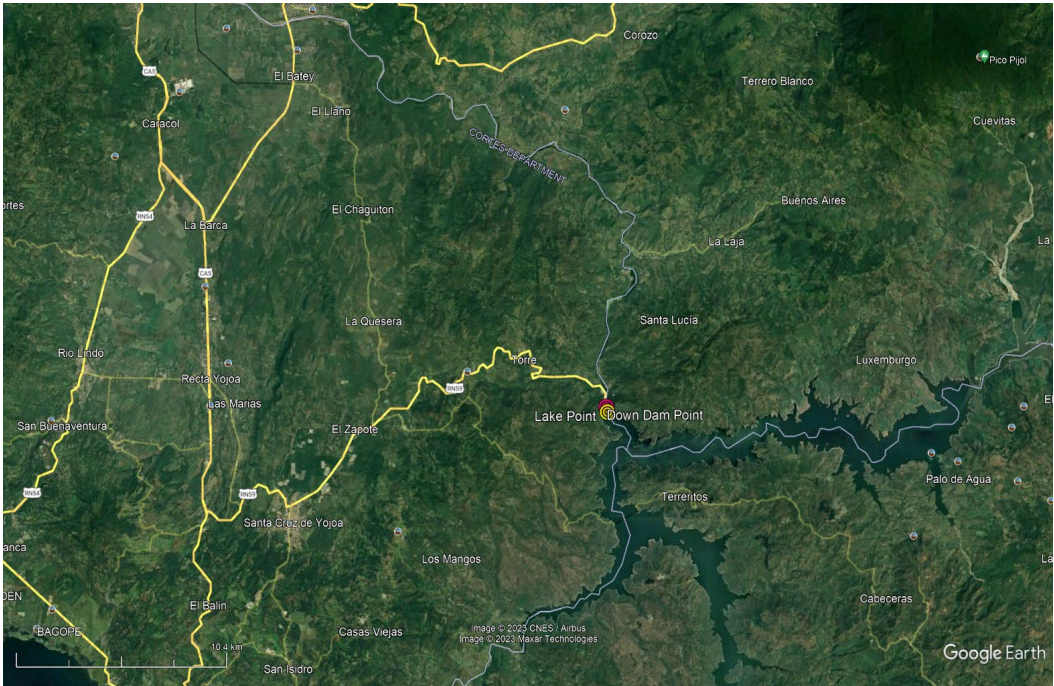 Corozo
Pico Pijol
CA5
El Batey
Terrero Blanco
El Llano
Caracol
Cuevitas
CORTÉS DEPARTMENT
ortes
RN54
El Chaguiton
Buenos Aires
La Barca
La Laja
La
CA5
La Quesera
Santa Lucía
Rio Lindo
Torre
Luxemburgo
Recta Yojoa
RN59
Las Marias
El
Lake Point
Down Dam Point
San Buenaventura
El Zapote
Palo de Agua
RN54
RN59
Terreritos
Santa Cruz de Yojoa
anca
Los Mangos
La
DEN
El Balin
Cabeceras
BAGOPE
Casas Viejas
Image © 2023 CNES / Airbus
Image © 2023 Maxar Technologies
10.4 km
Google Earth
San Isidro